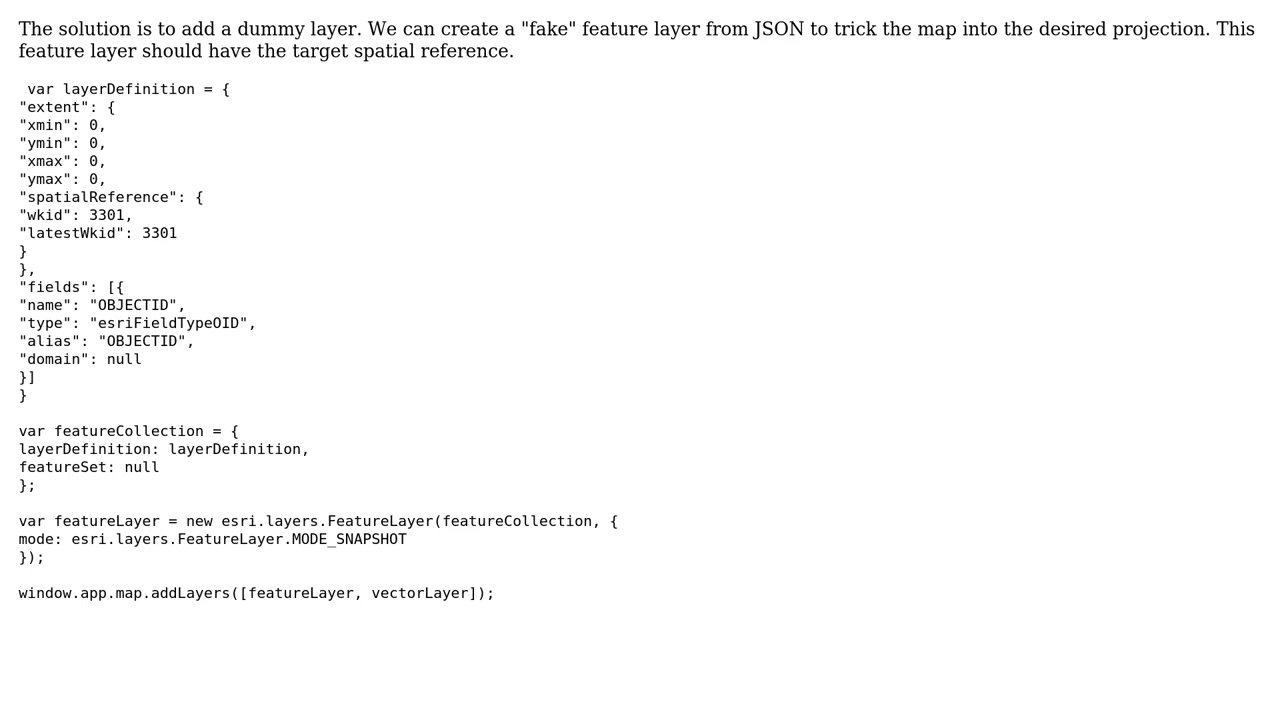 The solution is to add a dummy layer. We can create a "fake" feature layer from JSON to trick the map into the desired projection. This
feature layer should have the target spatial reference.
var layerDefinition = {
"extent": {
"xmin": 0,
"ymin": 0,
"xmax": 0,
"ymax": 0,
"spatialReference": {
"wkid": 3301,
"latestWkid": 3301
}
},
"fields": [{
"name": "OBJECTID",
"type": "esriFieldTypeOID",
"alias": "OBJECTID",
"domain": null
}]
}
var featureCollection = {
layerDefinition: layerDefinition,
featureSet: null
};
var featureLayer = new esri.layers.FeatureLayer(featureCollection, {
mode: esri.layers.FeatureLayer.MODE_SNAPSHOT
});
window.app.map.addLayers([featureLayer, vectorLayer]);